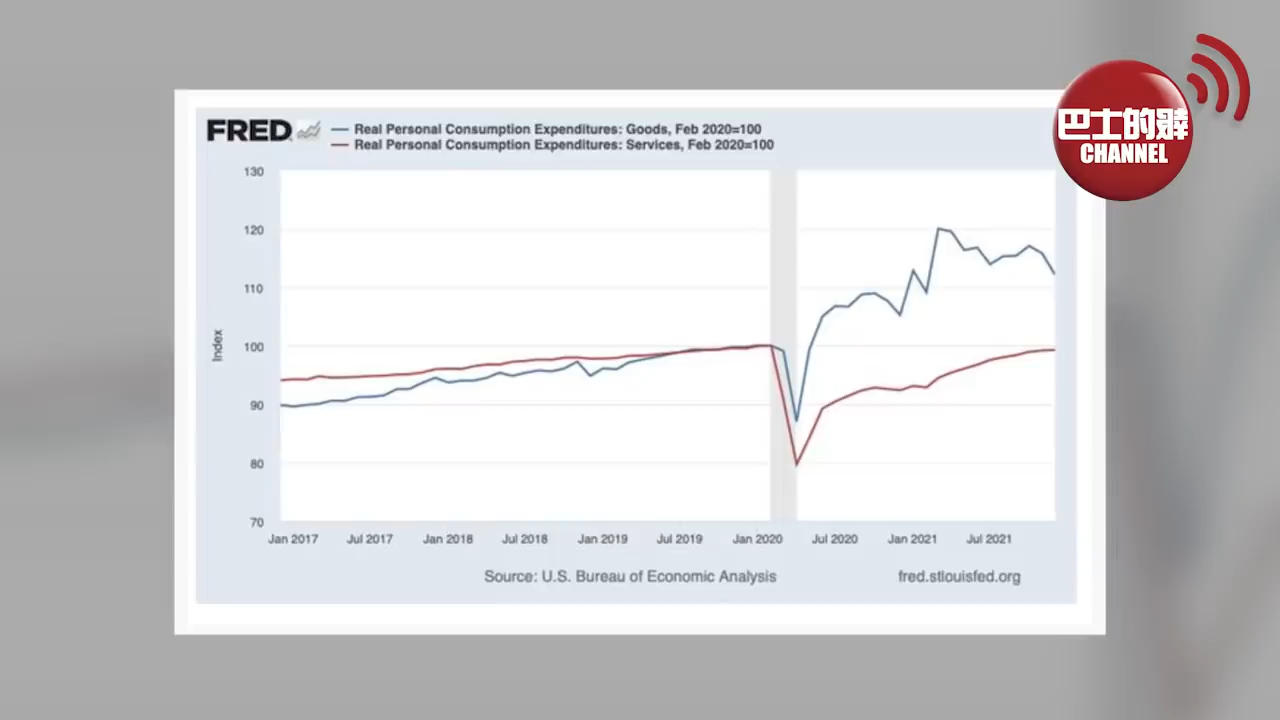 FRED
Real Personal Consumption Expenditures: Goods, Feb 2020=100
Real Personal Consumption Expenditures: Services, Feb 2020=100
巴士的報
CHANNEL
130
120
110
100
90
80
70
Index
Jan 2017 Jul 2017 Jan 2018 Jul 2018 Jan 2019 Jul 2019 Jan 2020 Jul 2020 Jan 2021 Jul 2021
Source: U.S. Bureau of Economic Analysis
fred.stlouisfed.org